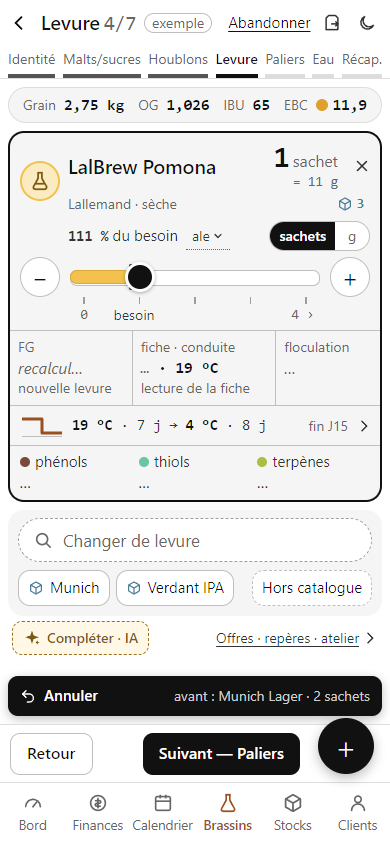 Levure 4/7 exemple Abandonner
Identité Malts/sucres Houblons Levure Paliers Eau Récap.
Grain 2,75 kg OG 1,026 IBU 65 EBC 11,9
LalBrew Pomona 1 sachet
= 11 g
Lallemand · sèche 3
111 % du besoin ale sachets g
− +
0 besoin 4 ›
FG fiche · conduite floculation
recalcul… … · 19 °C …
nouvelle levure lecture de la fiche
19 °C · 7 j → 4 °C · 8 j fin J15
phénols thiols terpènes
… … …
Changer de levure
Munich Verdant IPA Hors catalogue
Compléter · IA Offres · repères · atelier
Annuler avant : Munich Lager · 2 sachets
Retour Suivant — Paliers +
Bord Finances Calendrier Brassins Stocks Clients